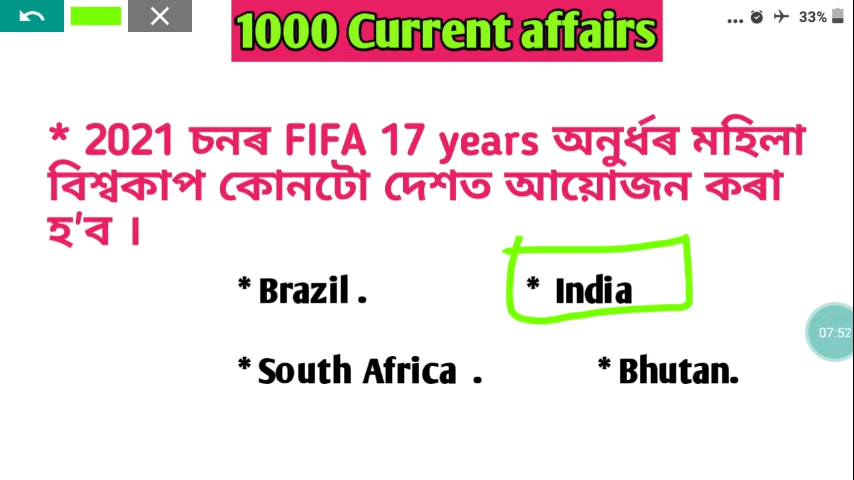 1000 Current affairs
... 33%
* 2021 চনৰ FIFA 17 years অনুৰ্ধৰ মহিলা
বিশ্বকাপ কোনটো দেশত আয়োজন কৰা
হ'ব ।
* Brazil . * India
07:52
* South Africa . * Bhutan.